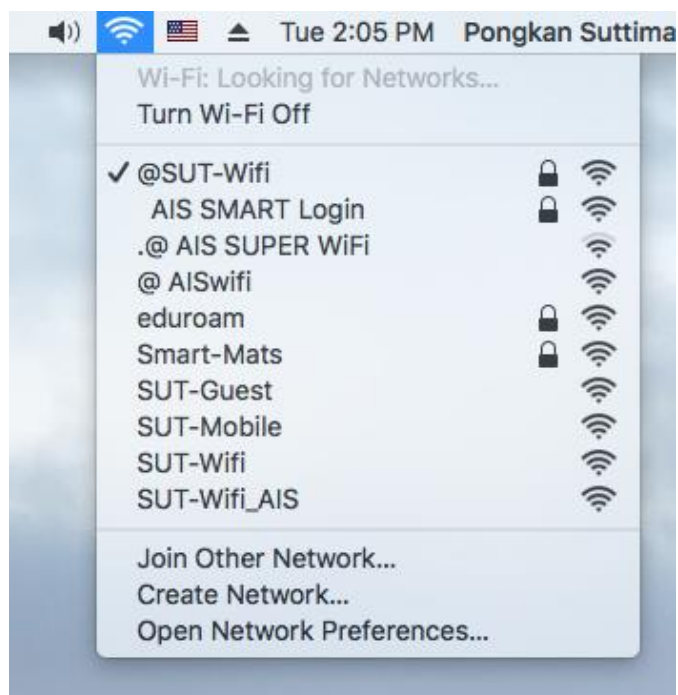 Tue 2:05 PM Pongkan Suttima
Wi-Fi: Looking for Networks...
Turn Wi-Fi Off
@SUT-Wifi
AIS SMART Login
.@ AIS SUPER WiFi
@ AISwifi
eduroam
Smart-Mats
SUT-Guest
SUT-Mobile
SUT-Wifi
SUT-Wifi_AIS
Join Other Network...
Create Network...
Open Network Preferences...